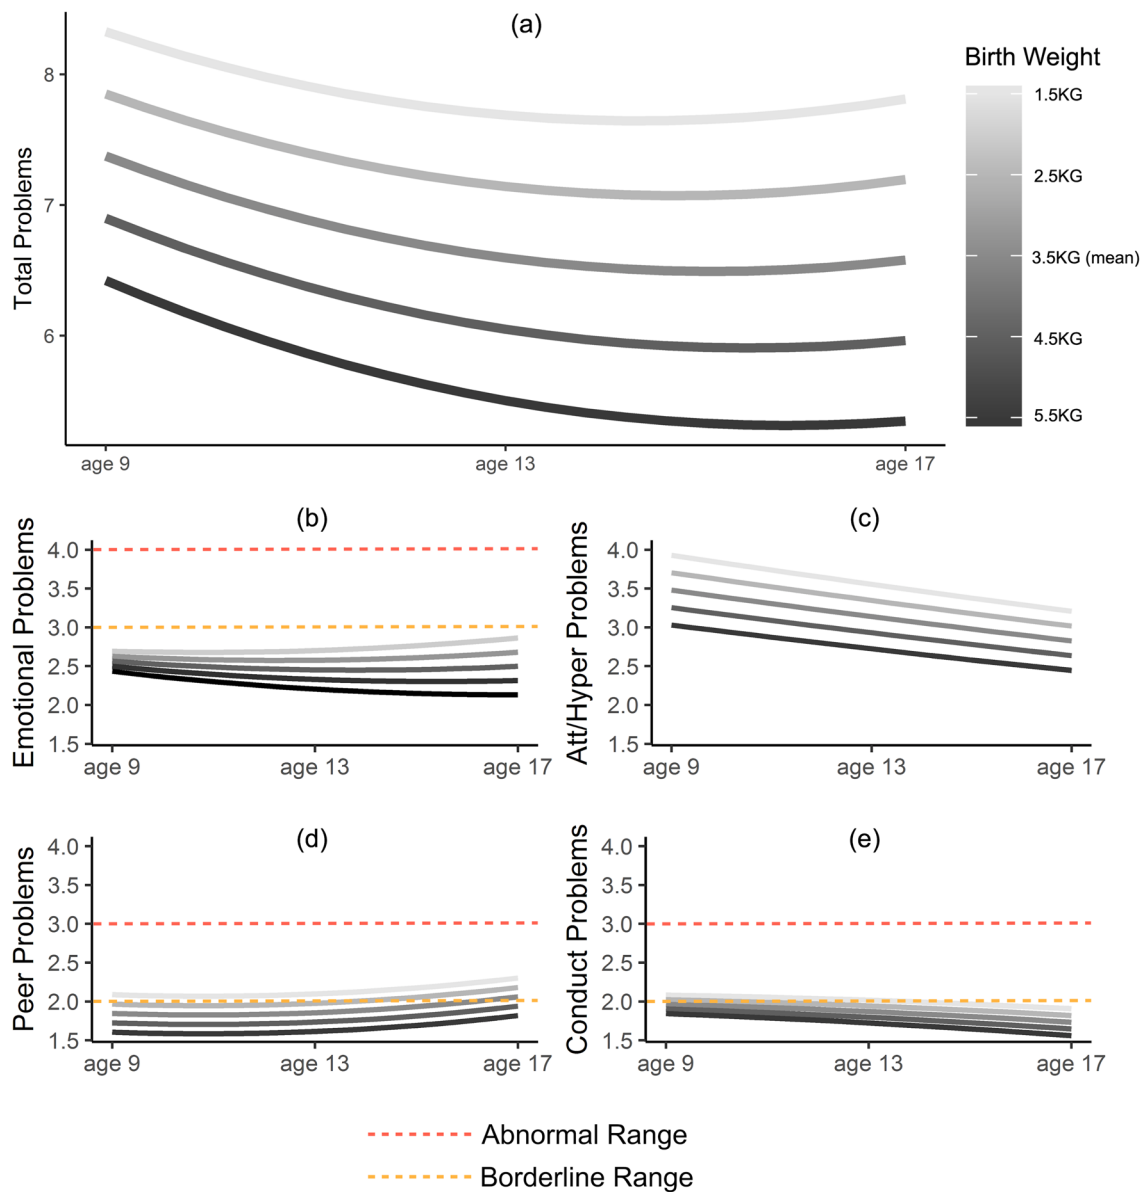 (a)
Total Problems
8
7
6
age 9
age 13
age 17
Birth Weight
1.5KG
2.5KG
3.5KG (mean)
4.5KG
5.5KG
(b)
Emotional Problems
4.0
3.0
2.5
2.0
1.5
age 9
age 13
age 17
(c)
Att/Hyper Problems
4.0
3.5
3.0
2.5
2.0
1.5
age 9
age 13
age 17
(d)
Peer Problems
4.0
3.5
3.0
2.5
2.0
1.5
age 9
age 13
age 17
(e)
Conduct Problems
4.0
3.5
3.0
2.5
2.0
1.5
age 9
age 13
age 17
Abnormal Range
Borderline Range